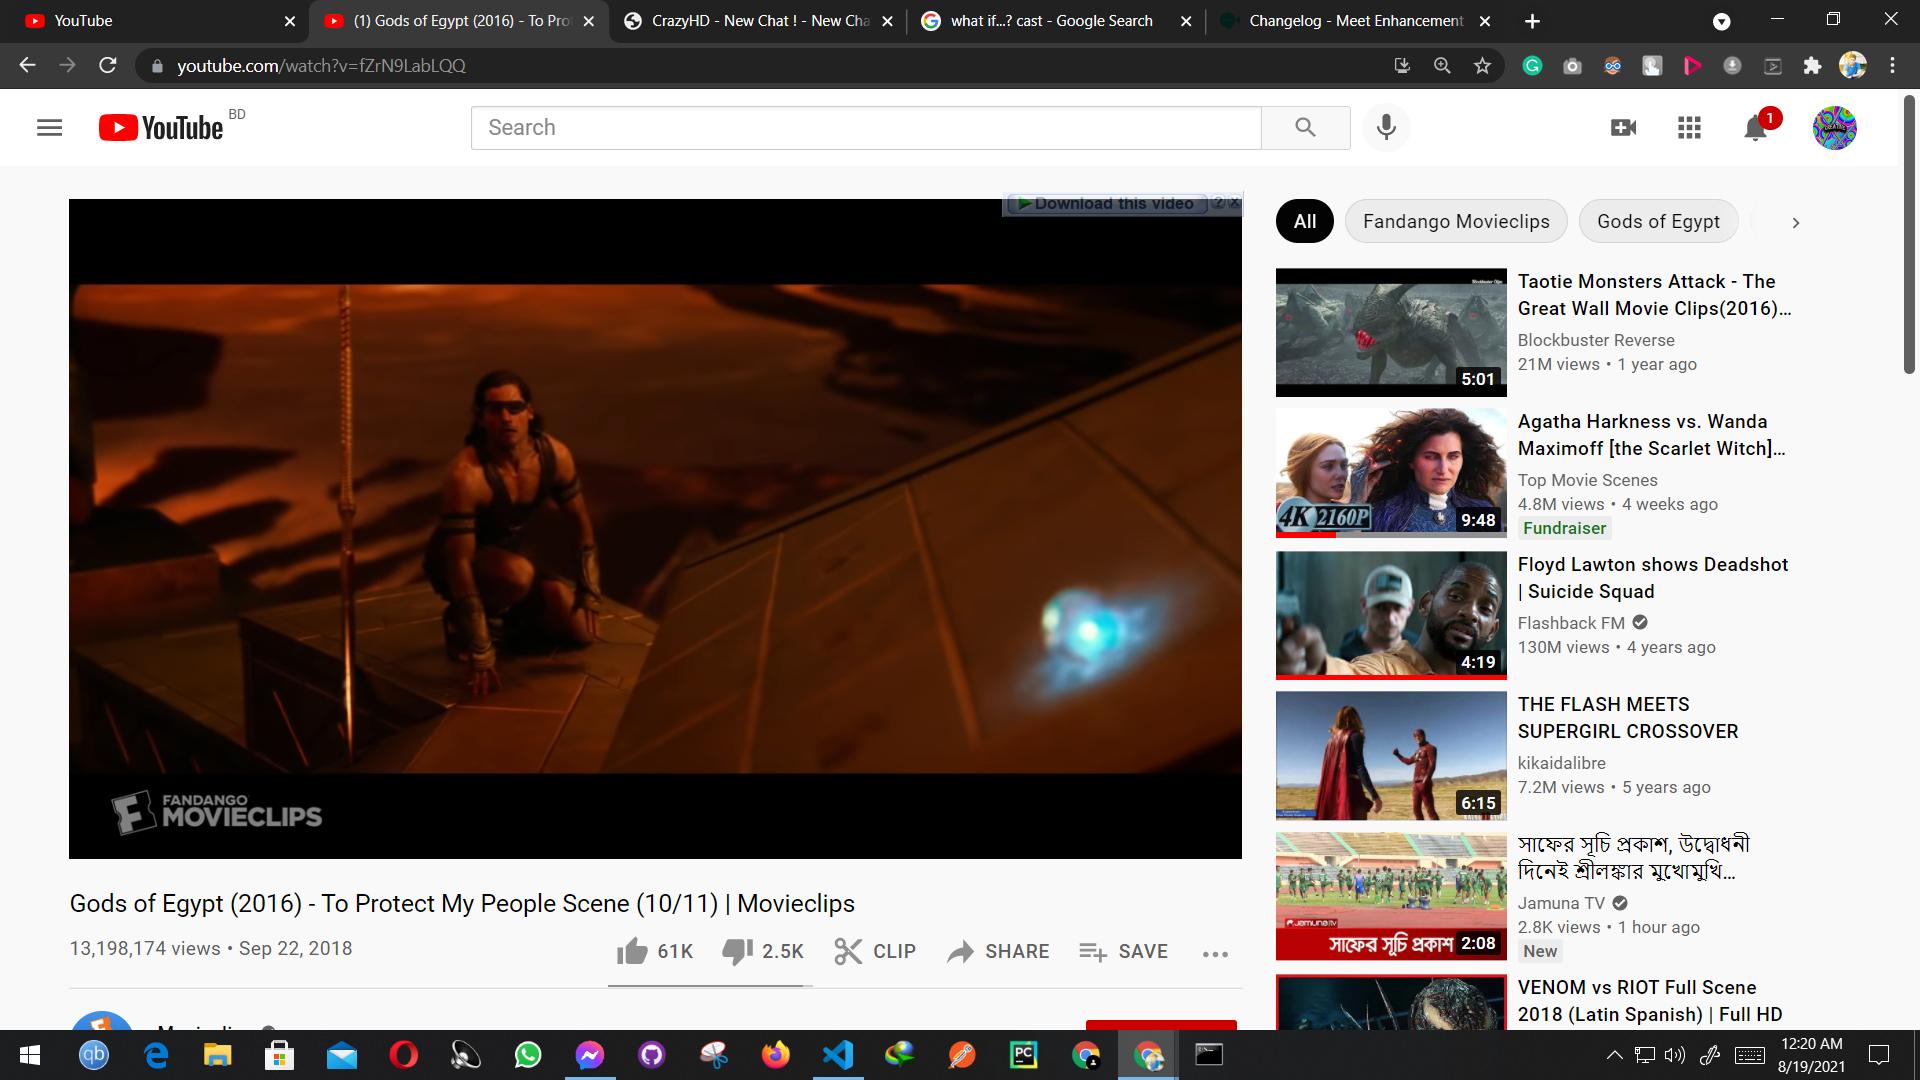 YouTube
(1) Gods of Egypt (2016) - To Pro
CrazyHD - New Chat ! - New Cha
what if...? cast - Google Search
Changelog - Meet Enhancement
youtube.com/watch?v=fZrN9LabLQQ
YouTube BD
Search
1
Download this video
All
Fandango Movieclips
Gods of Egypt
Taotie Monsters Attack - The
Great Wall Movie Clips(2016)...
Blockbuster Reverse
21M views • 1 year ago
5:01
Agatha Harkness vs. Wanda
Maximoff [the Scarlet Witch]...
Top Movie Scenes
4.8M views • 4 weeks ago
Fundraiser
4K 2160P
9:48
Floyd Lawton shows Deadshot
| Suicide Squad
Flashback FM
130M views • 4 years ago
4:19
THE FLASH MEETS
SUPERGIRL CROSSOVER
kikaidalibre
7.2M views • 5 years ago
6:15
সাফের সূচি প্রকাশ, উদ্বোধনী
দিনেই শ্রীলঙ্কার মুখোমুখি...
Jamuna TV
2.8K views • 1 hour ago
New
Jamuna TV
সাফের সূচি প্রকাশ
2:08
VENOM vs RIOT Full Scene
2018 (Latin Spanish) | Full HD
FANDANGO
MOVIECLIPS
Gods of Egypt (2016) - To Protect My People Scene (10/11) | Movieclips
13,198,174 views • Sep 22, 2018
61K
2.5K
CLIP
SHARE
SAVE
qb
PC
12:20 AM
8/19/2021